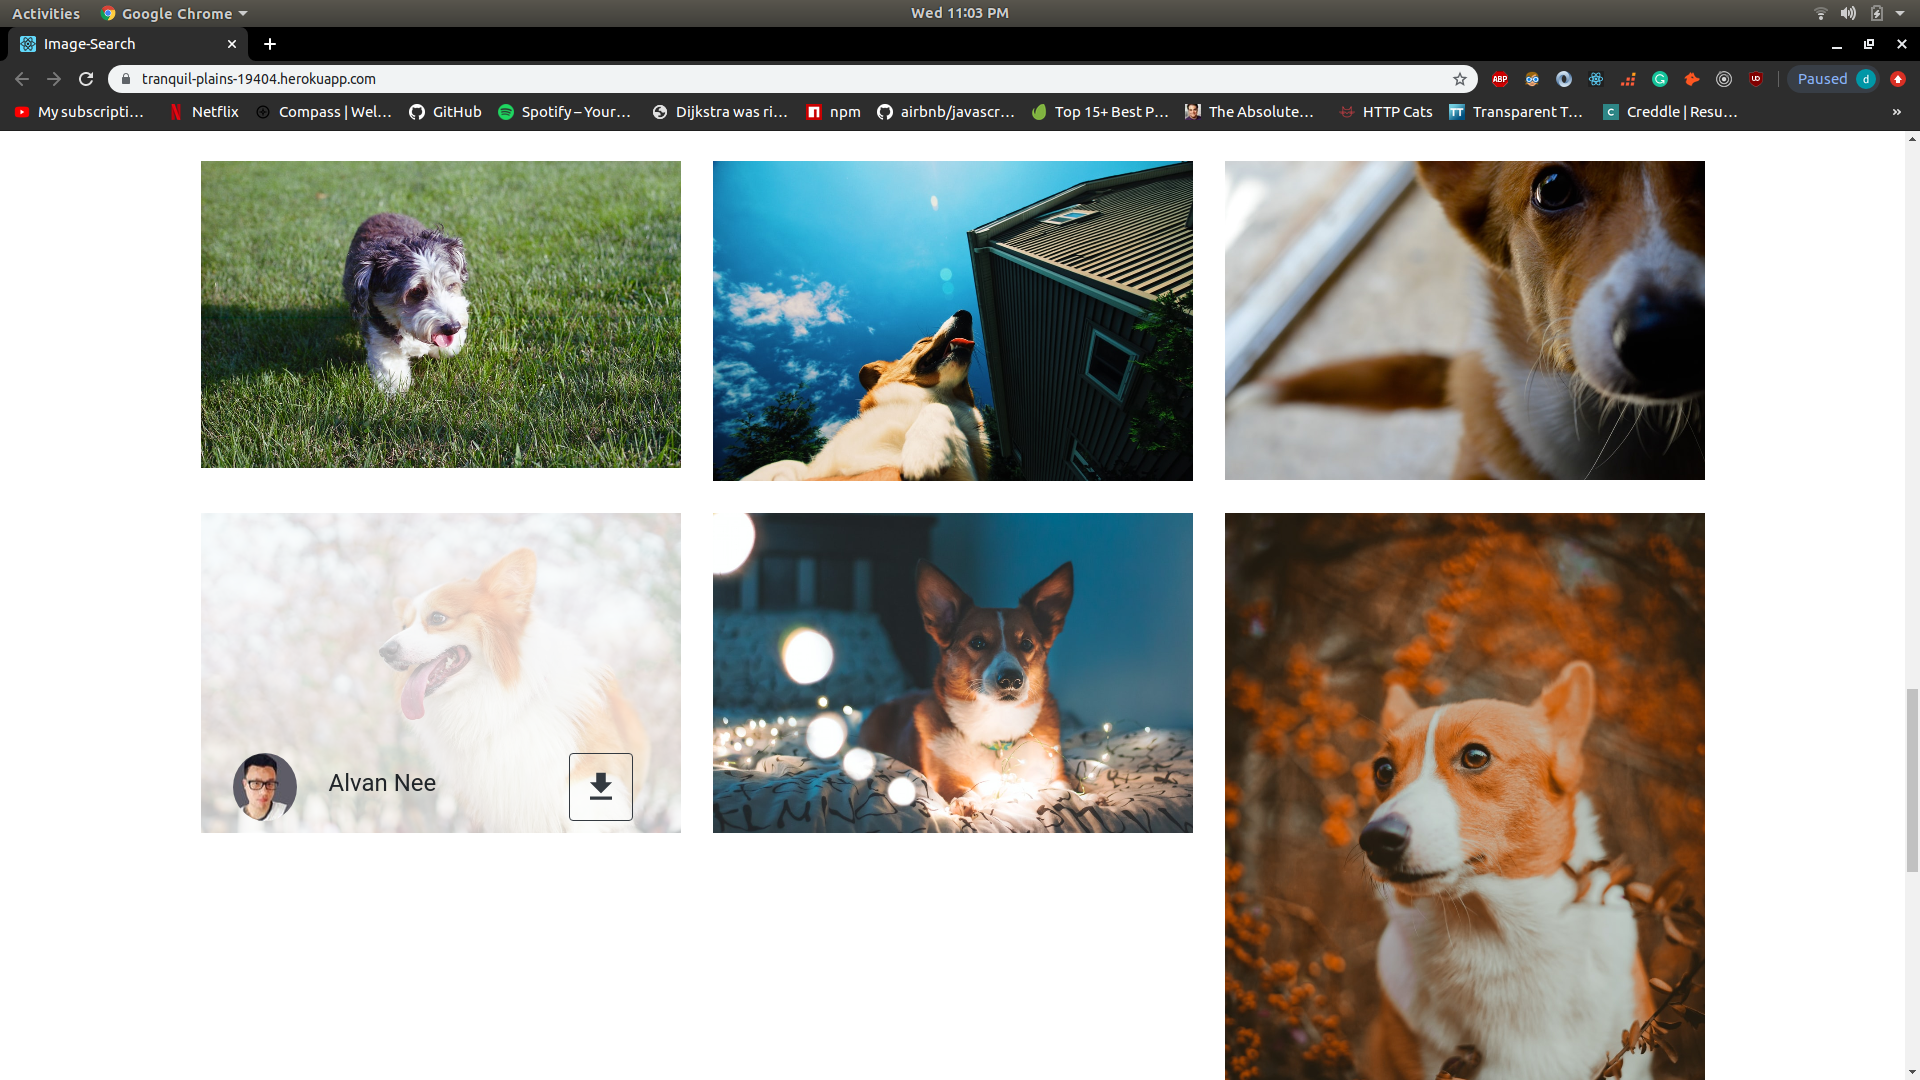 Activities Google Chrome Wed 11:03 PM
Image-Search
tranquil-plains-19404.herokuapp.com ABP Paused d
My subscripti… Netflix Compass | Wel… GitHub Spotify – Your… Dijkstra was ri… npm airbnb/javascr… Top 15+ Best P… The Absolute… HTTP Cats TT Transparent T… C Creddle | Resu… »
Alvan Nee